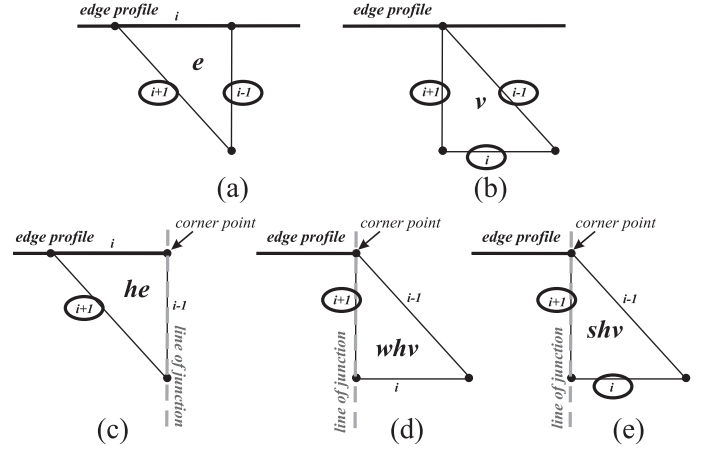 edge profile
i
e
i+1
i-1
(a)
edge profile
v
i+1
i-1
i
(b)
edge profile
i
corner point
he
i+1
i-1
line of junction
(c)
edge profile
corner point
i+1
i-1
whv
i
line of junction
(d)
edge profile
corner point
i+1
i-1
shv
i
line of junction
(e)